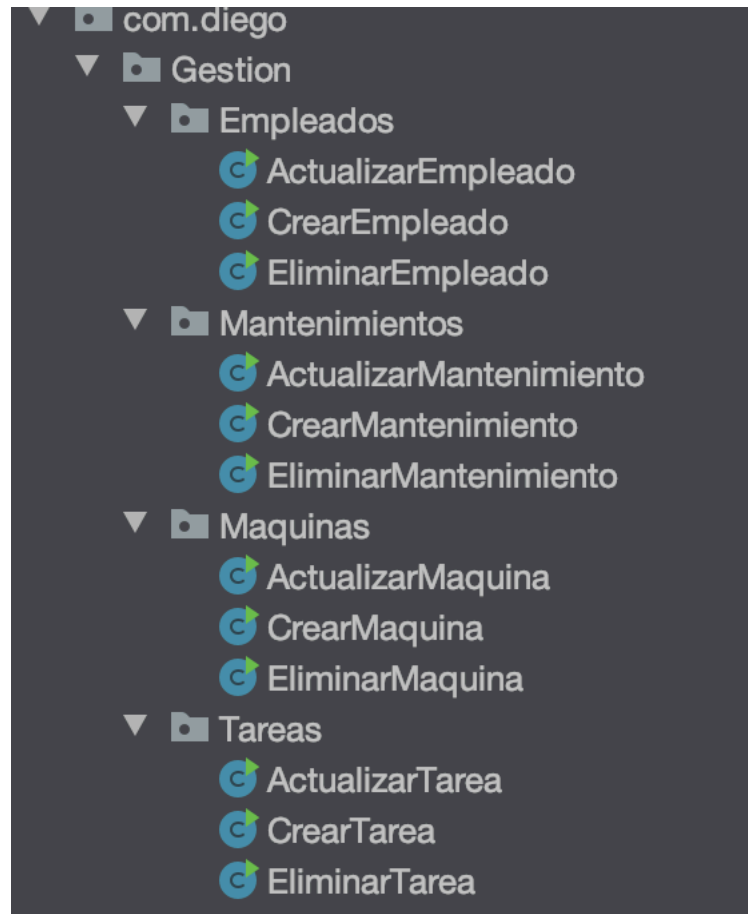 com.diego
Gestion
Empleados
ActualizarEmpleado
CrearEmpleado
EliminarEmpleado
Mantenimientos
ActualizarMantenimiento
CrearMantenimiento
EliminarMantenimiento
Maquinas
ActualizarMaquina
CrearMaquina
EliminarMaquina
Tareas
ActualizarTarea
CrearTarea
EliminarTarea